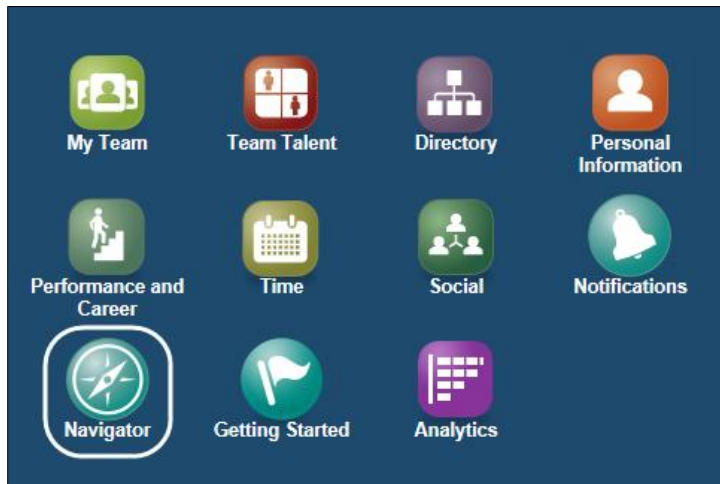 My Team
Team Talent
Directory
Personal
Information
Performance and
Career
Time
Social
Notifications
Navigator
Getting Started
Analytics